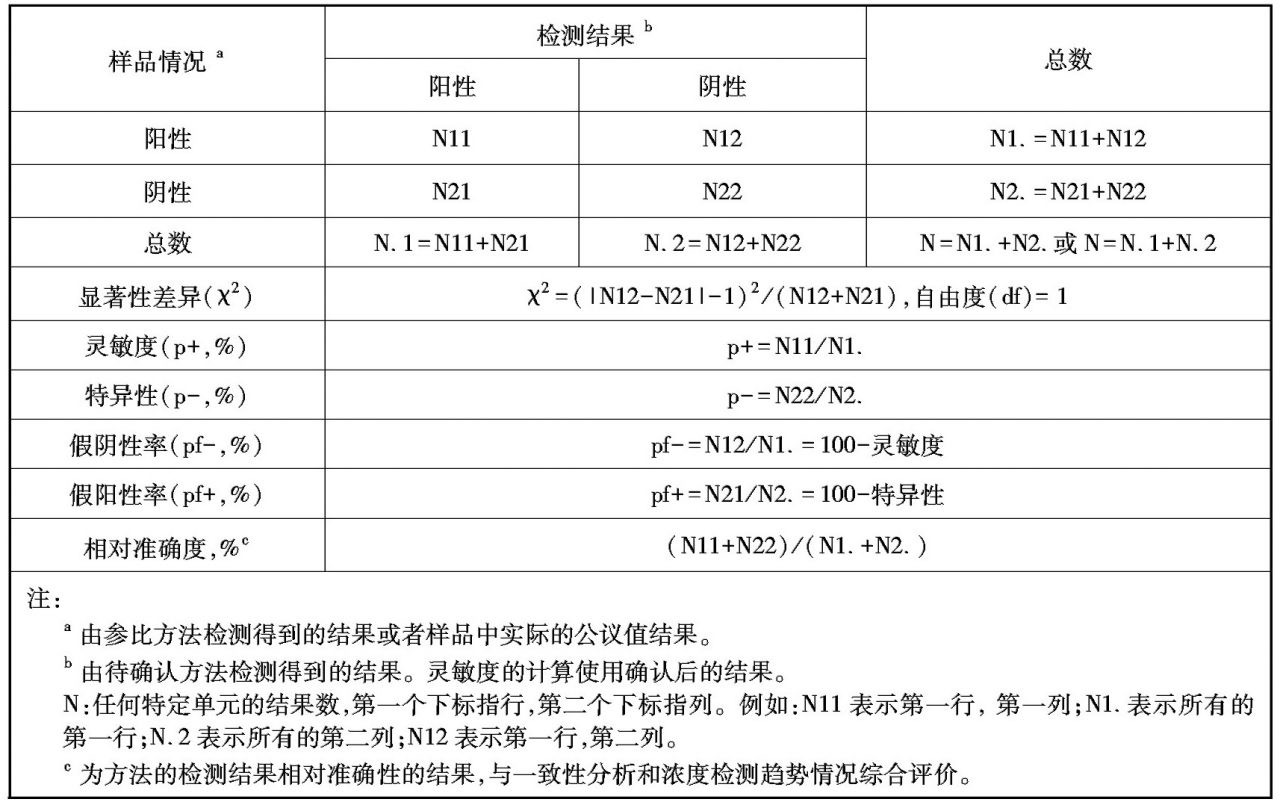 样品情况 a 检测结果 b 总数
阳性 阴性
阳性 N11 N12 N1. =N11+N12
阴性 N21 N22 N2. =N21+N22
总数 N. 1=N11+N21 N. 2=N12+N22 N=N1. +N2. 或 N=N. 1+N. 2
显著性差异(χ²) χ²=(|N12-N21|-1)²/(N12+N21),自由度(df)= 1
灵敏度(p+,%) p+=N11/N1.
特异性(p-,%) p-=N22/N2.
假阴性率(pf-,%) pf-=N12/N1. =100-灵敏度
假阳性率(pf+,%) pf+=N21/N2. =100-特异性
相对准确度,%c (N11+N22)/(N1. +N2. )
注:
a 由参比方法检测得到的结果或者样品中实际的公议值结果。
b 由待确认方法检测得到的结果。灵敏度的计算使用确认后的结果。
N:任何特定单元的结果数,第一个下标指行,第二个下标指列。例如:N11 表示第一行, 第一列;N1. 表示所有的
第一行;N. 2 表示所有的第二列;N12 表示第一行,第二列。
c 为方法的检测结果相对准确性的结果,与一致性分析和浓度检测趋势情况综合评价。